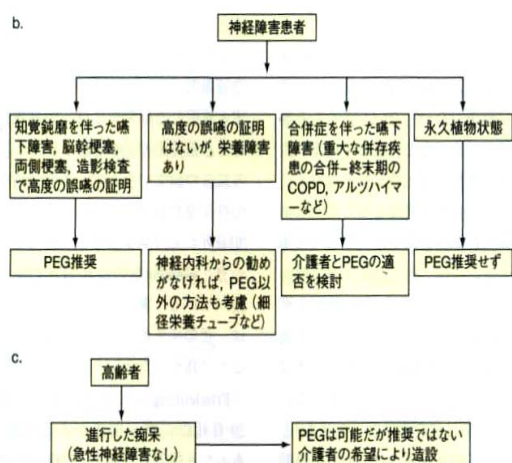 b.
神経障害患者
知覚鈍磨を伴った嚥
下障害, 脳幹梗塞,
両側梗塞, 造影検査
で高度の誤嚥の証明
高度の誤嚥の証明
はないが, 栄養障害
あり
合併症を伴った嚥下
障害 (重大な併存疾
患の合併–終末期の
COPD, アルツハイマ
ーなど)
永久植物状態
PEG推奨
神経内科からの勧め
がなければ, PEG以
外の方法も考慮 (細
径栄養チューブなど)
介護者とPEGの適
否を検討
PEG推奨せず
c.
高齢者
進行した痴呆
(急性神経障害なし)
PEGは可能だが推奨ではない
介護者の希望により造設